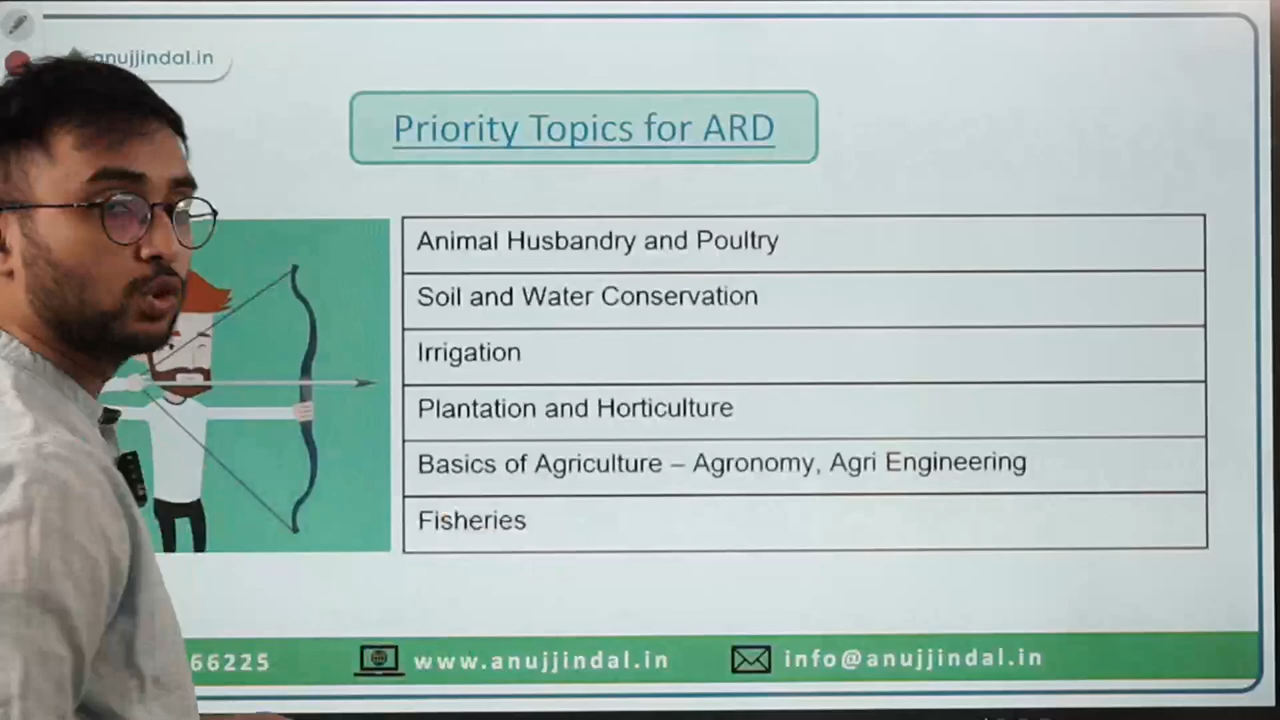 anujjindal.in
Priority Topics for ARD
Animal Husbandry and Poultry
Soil and Water Conservation
Irrigation
Plantation and Horticulture
Basics of Agriculture – Agronomy, Agri Engineering
Fisheries
66225
www.anujjindal.in
info@anujjindal.in